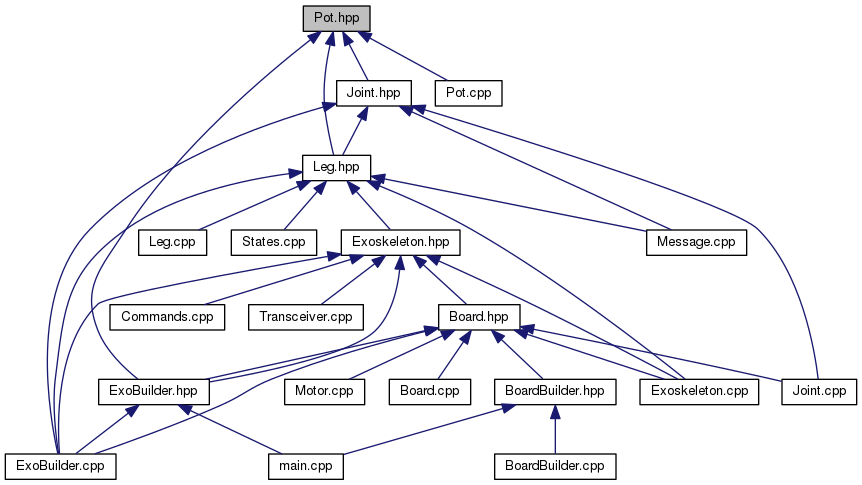 Pot.hpp
Joint.hpp
Pot.cpp
Leg.hpp
Leg.cpp
States.cpp
Exoskeleton.hpp
Message.cpp
Commands.cpp
Transceiver.cpp
Board.hpp
ExoBuilder.hpp
Motor.cpp
Board.cpp
BoardBuilder.hpp
Exoskeleton.cpp
Joint.cpp
ExoBuilder.cpp
main.cpp
BoardBuilder.cpp